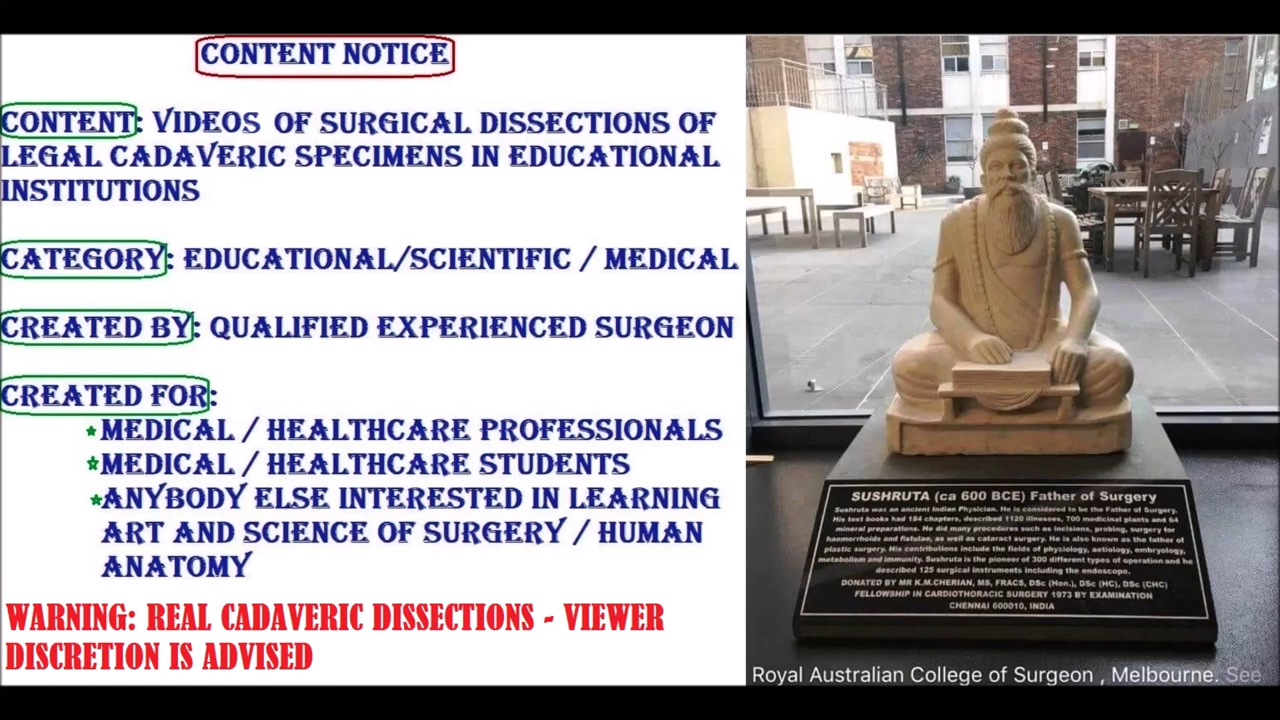 CONTENT NOTICE
CONTENT: VIDEOS OF SURGICAL DISSECTIONS OF
LEGAL CADAVERIC SPECIMENS IN EDUCATIONAL
INSTITUTIONS
CATEGORY: EDUCATIONAL/SCIENTIFIC / MEDICAL
CREATED BY: QUALIFIED EXPERIENCED SURGEON
CREATED FOR:
*MEDICAL / HEALTHCARE PROFESSIONALS
*MEDICAL / HEALTHCARE STUDENTS
*ANYBODY ELSE INTERESTED IN LEARNING
ART AND SCIENCE OF SURGERY / HUMAN
ANATOMY
WARNING: REAL CADAVERIC DISSECTIONS - VIEWER
DISCRETION IS ADVISED
SUSHRUTA (ca 600 BCE) Father of Surgery
Sushruta was an ancient Indian Physician. He is considered to be the Father of Surgery.
His text books had 184 chapters, described 1120 illnesses, 700 medicinal plants and 64
mineral preparations. He did many procedures such as incisions, probing, surgery for
haemorrhoids and fistulae, as well as cataract surgery. He is also known as the father of
plastic surgery. His contributions include the fields of physiology, aetiology, embryology,
metabolism and immunity. Sushruta is the pioneer of 300 different types of operation and he
described 125 surgical instruments including the endoscope.
DONATED BY MR K.M.CHERIAN, MS, FRACS, DSc (Hon.), DSc (HC), DSc (CHC)
FELLOWSHIP IN CARDIOTHORACIC SURGERY 1973 BY EXAMINATION
CHENNAI 600010, INDIA
Royal Australian College of Surgeon , Melbourne. See